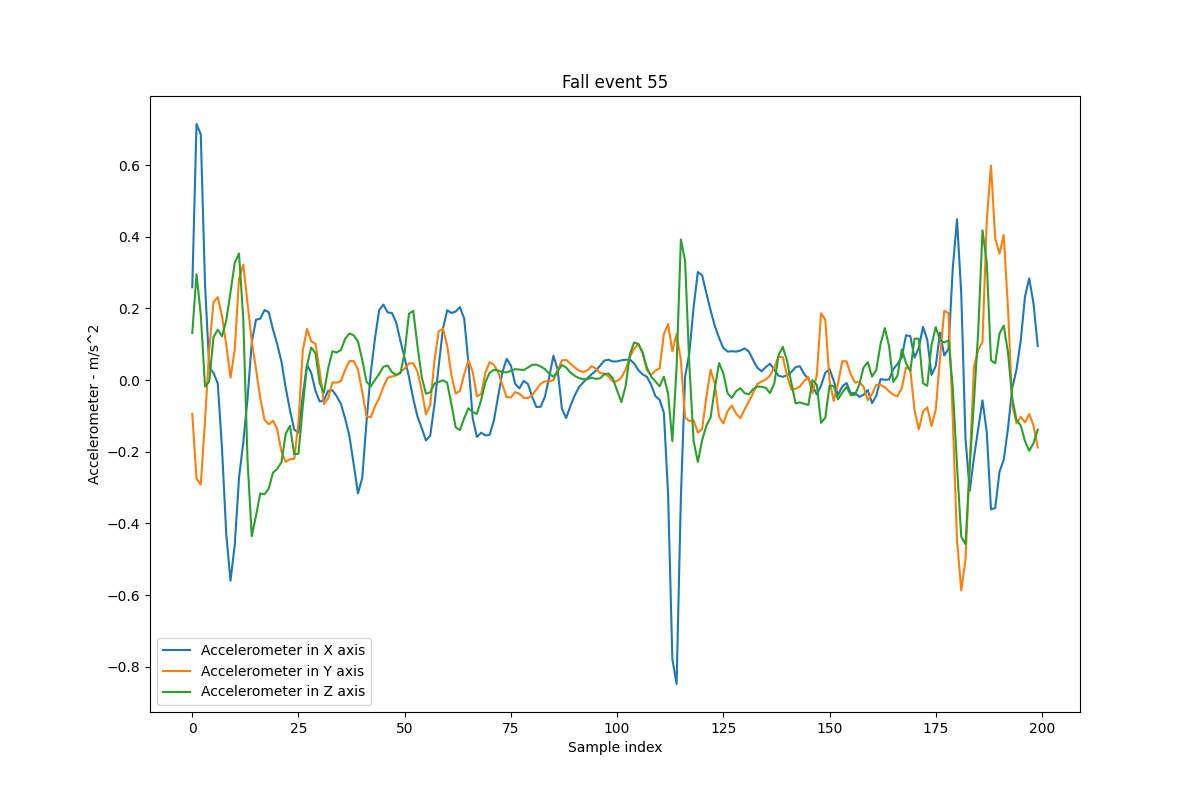 Fall event 55
Accelerometer - m/s^2
0.6
0.4
0.2
0.0
−0.2
−0.4
−0.6
−0.8
Accelerometer in X axis
Accelerometer in Y axis
Accelerometer in Z axis
0 25 50 75 100 125 150 175 200
Sample index